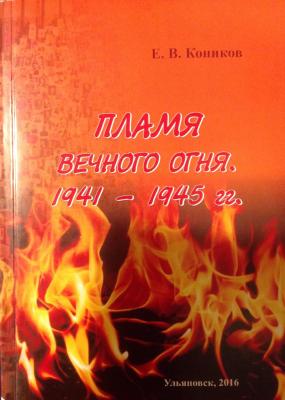 Е. В. Коников
ПЛАМЯ
ВЕЧНОГО ОГНЯ.
1941 – 1945 гг.
Ульяновск, 2016